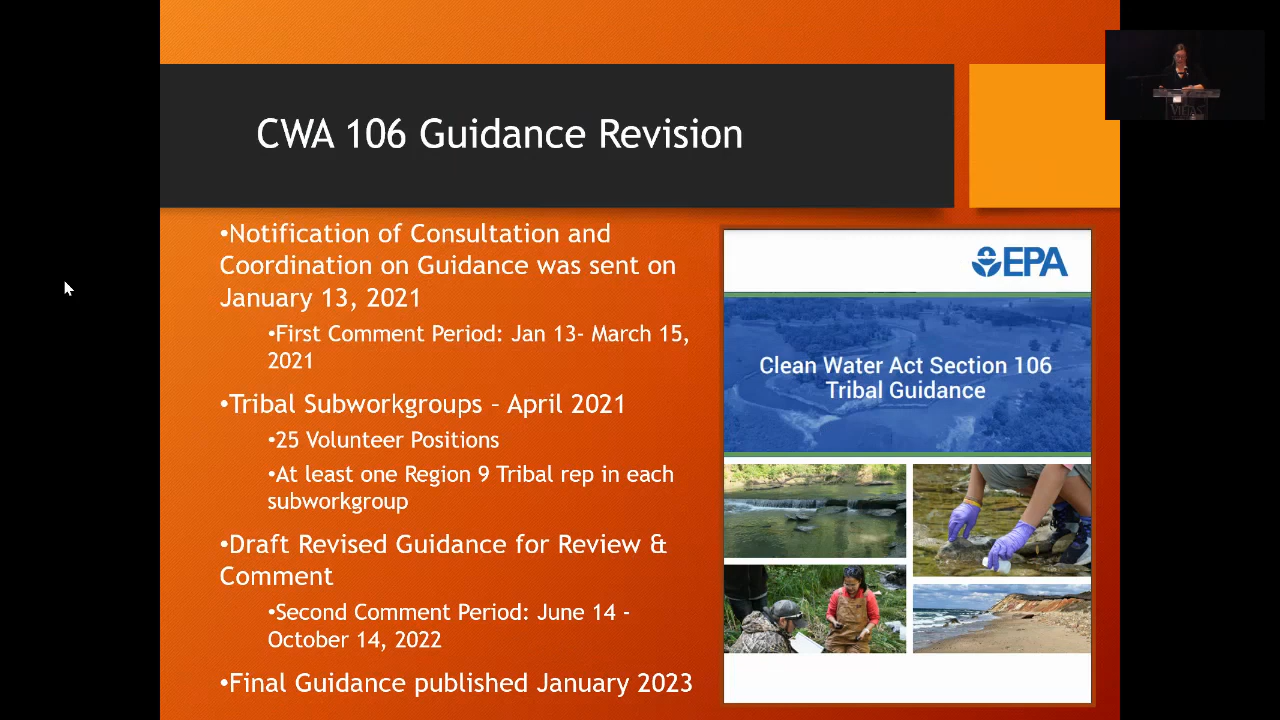 CWA 106 Guidance Revision
•Notification of Consultation and
Coordination on Guidance was sent on
January 13, 2021
•First Comment Period: Jan 13- March 15,
2021
•Tribal Subworkgroups – April 2021
•25 Volunteer Positions
•At least one Region 9 Tribal rep in each
subworkgroup
•Draft Revised Guidance for Review &
Comment
•Second Comment Period: June 14 -
October 14, 2022
•Final Guidance published January 2023
EPA
Clean Water Act Section 106
Tribal Guidance